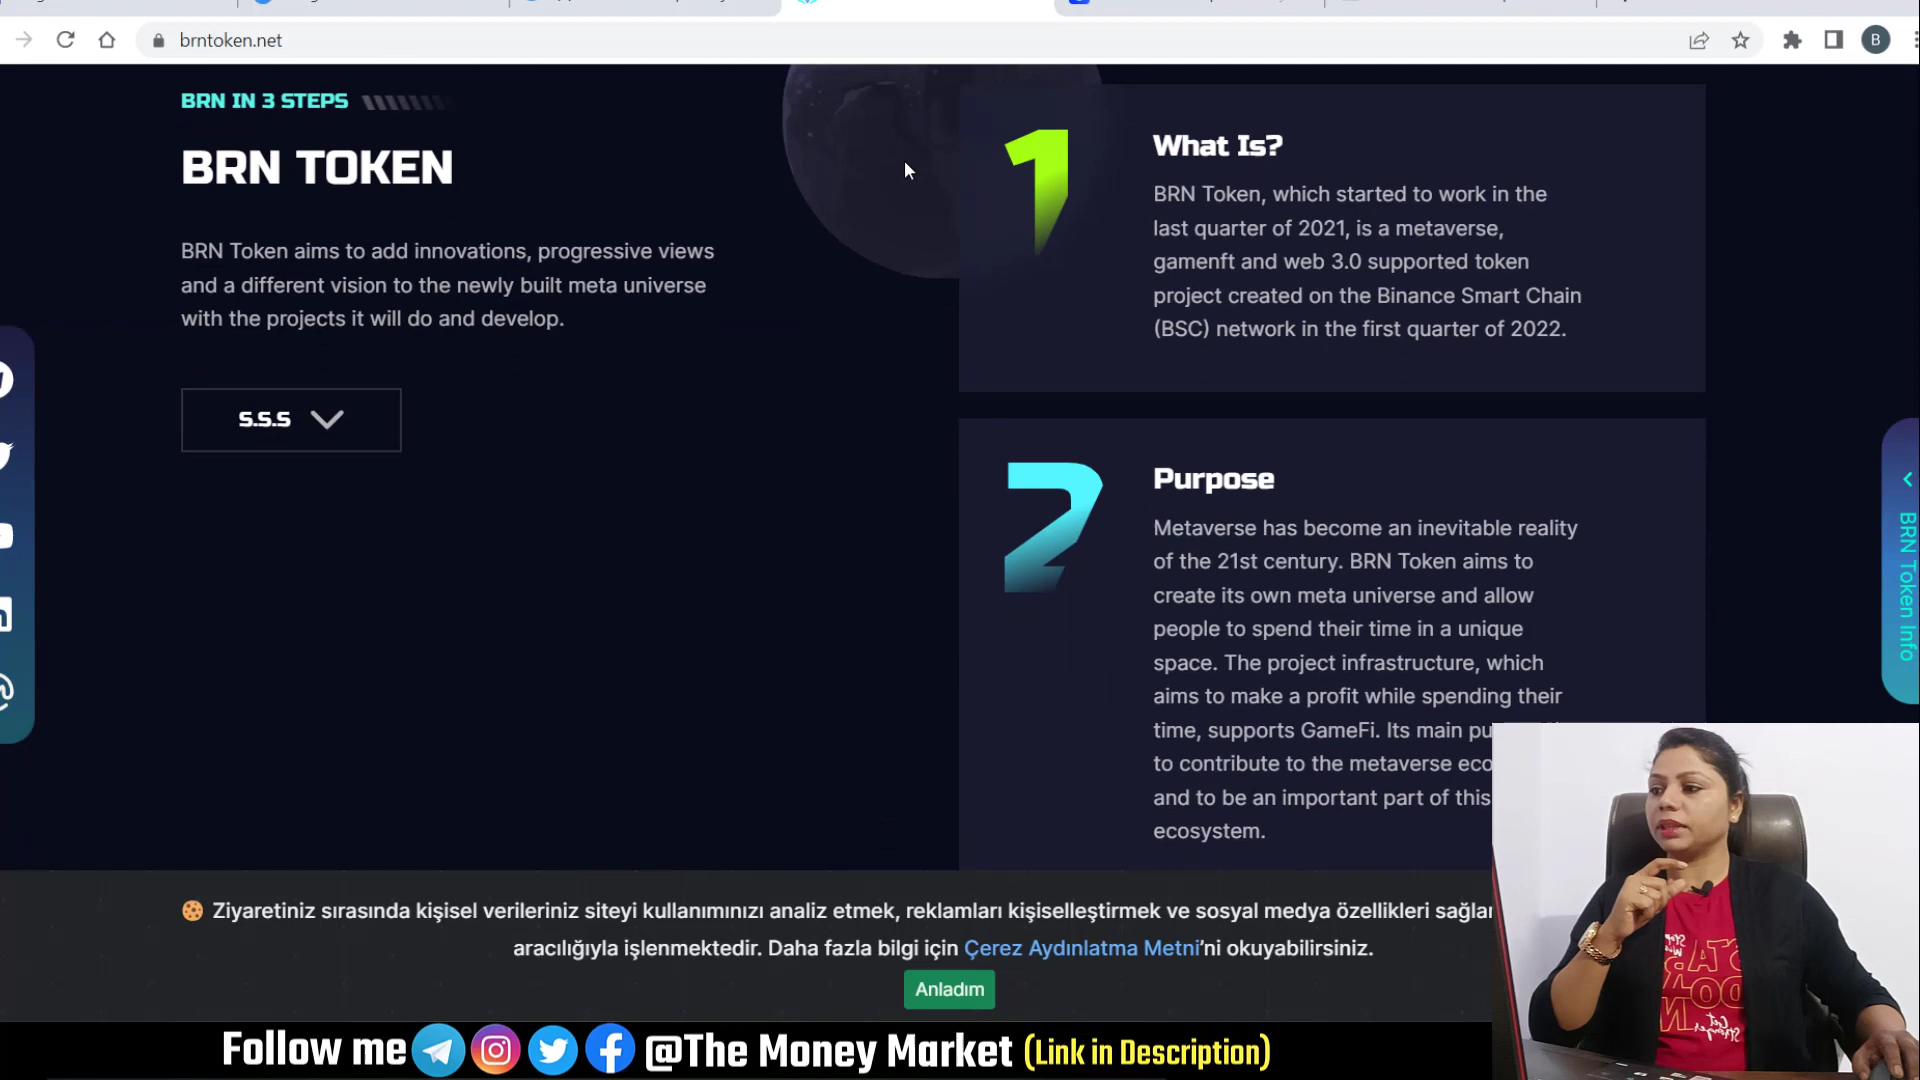 brntoken.net
B
BRN IN 3 STEPS
BRN TOKEN
BRN Token aims to add innovations, progressive views
and a different vision to the newly built meta universe
with the projects it will do and develop.
S.S.S
1
What Is?
BRN Token, which started to work in the
last quarter of 2021, is a metaverse,
gamenft and web 3.0 supported token
project created on the Binance Smart Chain
(BSC) network in the first quarter of 2022.
2
Purpose
Metaverse has become an inevitable reality
of the 21st century. BRN Token aims to
create its own meta universe and allow
people to spend their time in a unique
space. The project infrastructure, which
aims to make a profit while spending their
time, supports GameFi. Its main pu
to contribute to the metaverse eco
and to be an important part of this
ecosystem.
BRN Token Info
Ziyaretiniz sırasında kişisel verileriniz siteyi kullanımınızı analiz etmek, reklamları kişiselleştirmek ve sosyal medya özellikleri sağlar
aracılığıyla işlenmektedir. Daha fazla bilgi için Çerez Aydınlatma Metni'ni okuyabilirsiniz.
Anladım
Follow me @The Money Market (Link in Description)